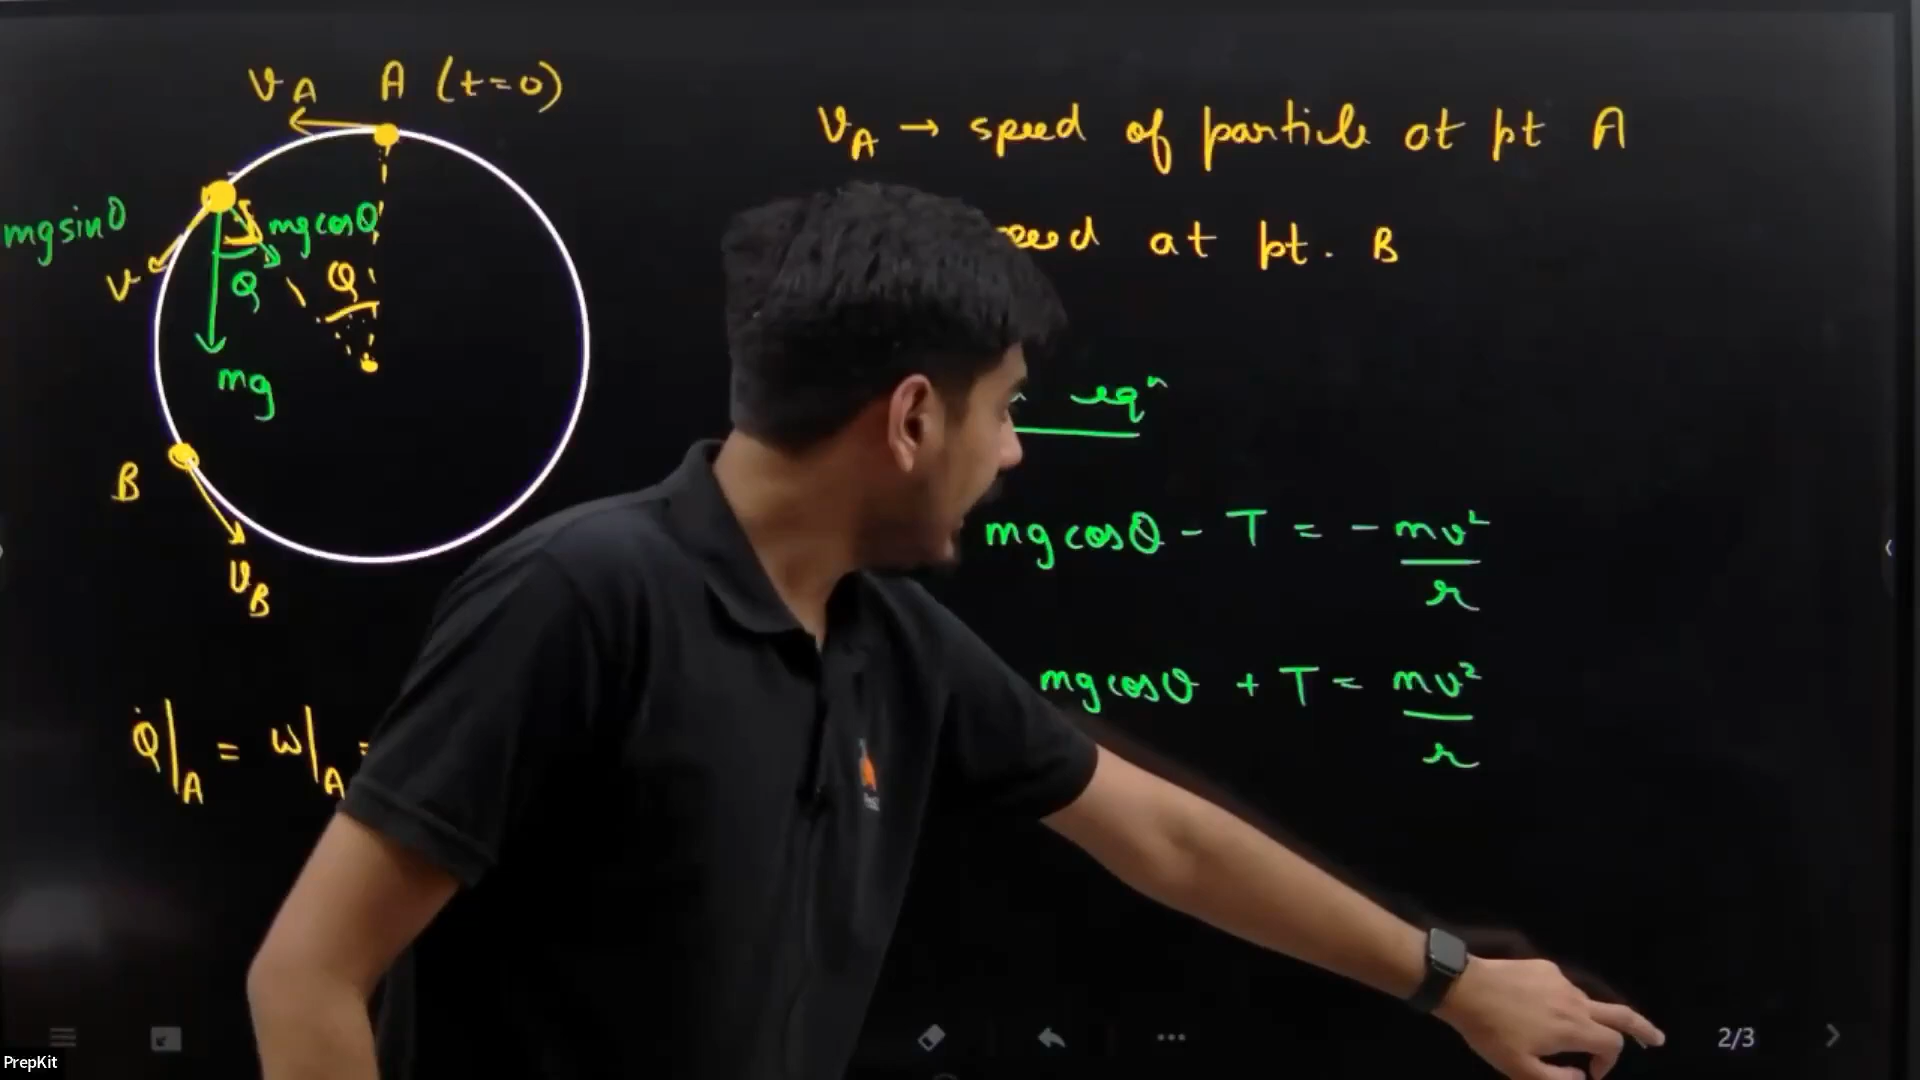 v_A A (t=0)
v_A → speed of particle at pt A
mg sinθ
mg cosθ
at pt. B
v
θ
θ
mg
eqⁿ
B
mg cosθ - T = - mv²/r
v_B
mg cosθ + T = mv²/r
θ̇|_A = ω|_A =
2/3
PrepKit